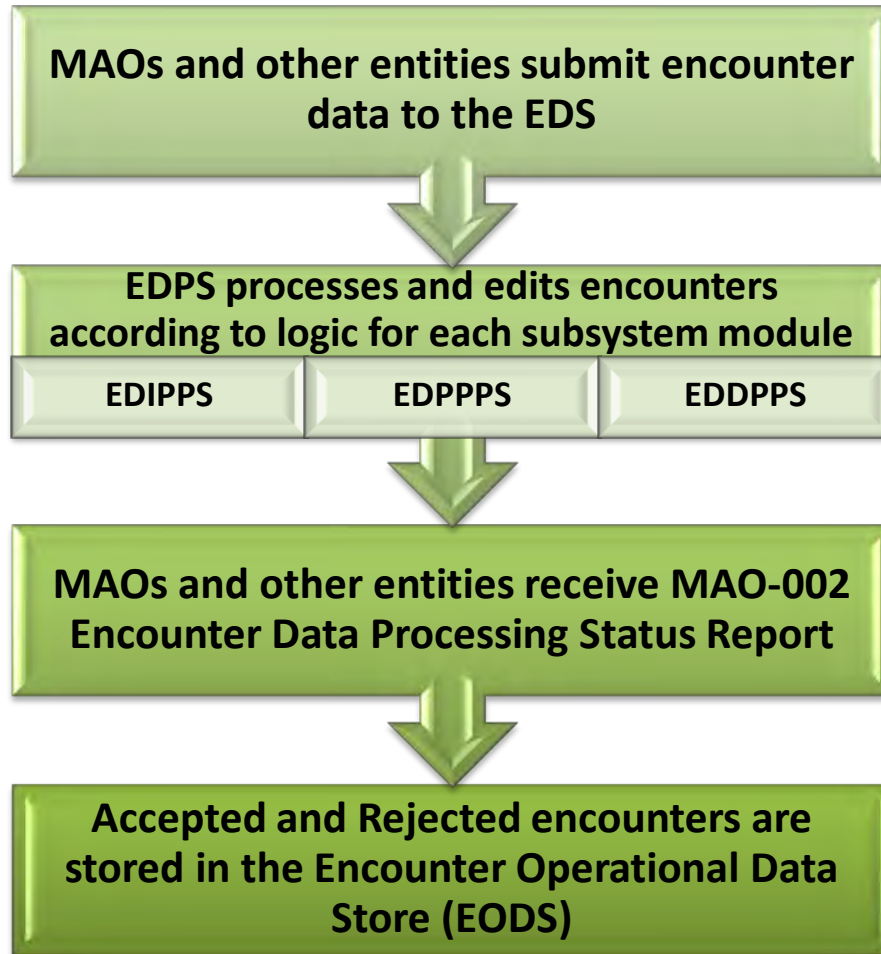 MAOs and other entities submit encounter
data to the EDS
EDPS processes and edits encounters
according to logic for each subsystem module
EDIPPS
EDPPPS
EDDPPS
MAOs and other entities receive MAO-002
Encounter Data Processing Status Report
Accepted and Rejected encounters are
stored in the Encounter Operational Data
Store (EODS)